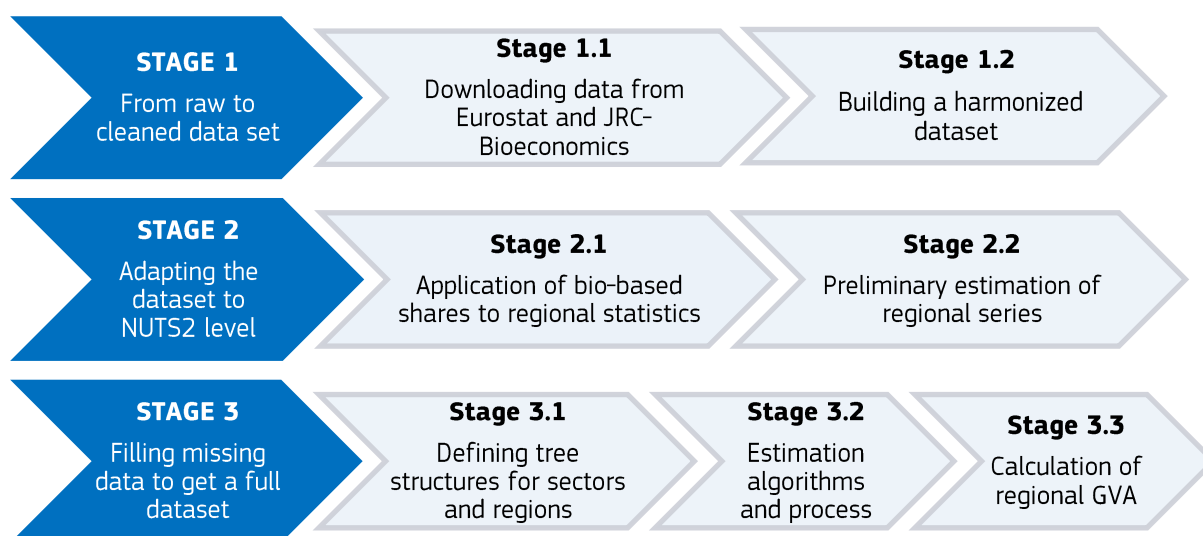 STAGE 1
From raw to
cleaned data set
Stage 1.1
Downloading data from
Eurostat and JRC-
Bioeconomics
Stage 1.2
Building a harmonized
dataset
STAGE 2
Adapting the
dataset to
NUTS2 level
Stage 2.1
Application of bio-based
shares to regional statistics
Stage 2.2
Preliminary estimation of
regional series
STAGE 3
Filling missing
data to get a full
dataset
Stage 3.1
Defining tree
structures for sectors
and regions
Stage 3.2
Estimation
algorithms
and process
Stage 3.3
Calculation of
regional GVA